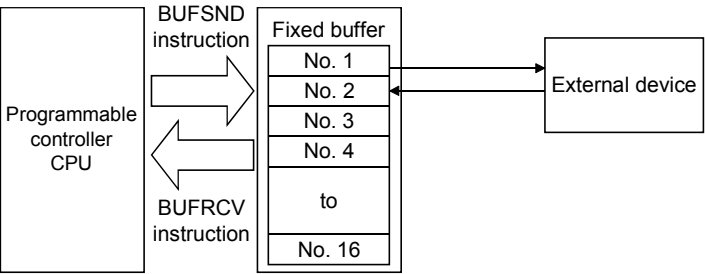 BUFSND
instruction
Programmable
controller
CPU
BUFRCV
instruction
Fixed buffer
No. 1
No. 2
No. 3
No. 4
to
No. 16
External device